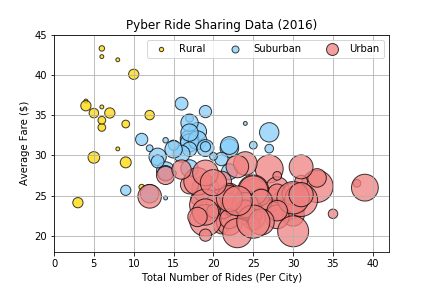 Pyber Ride Sharing Data (2016)
Rural Suburban Urban
Average Fare ($)
45
40
35
30
25
20
0 5 10 15 20 25 30 35 40
Total Number of Rides (Per City)